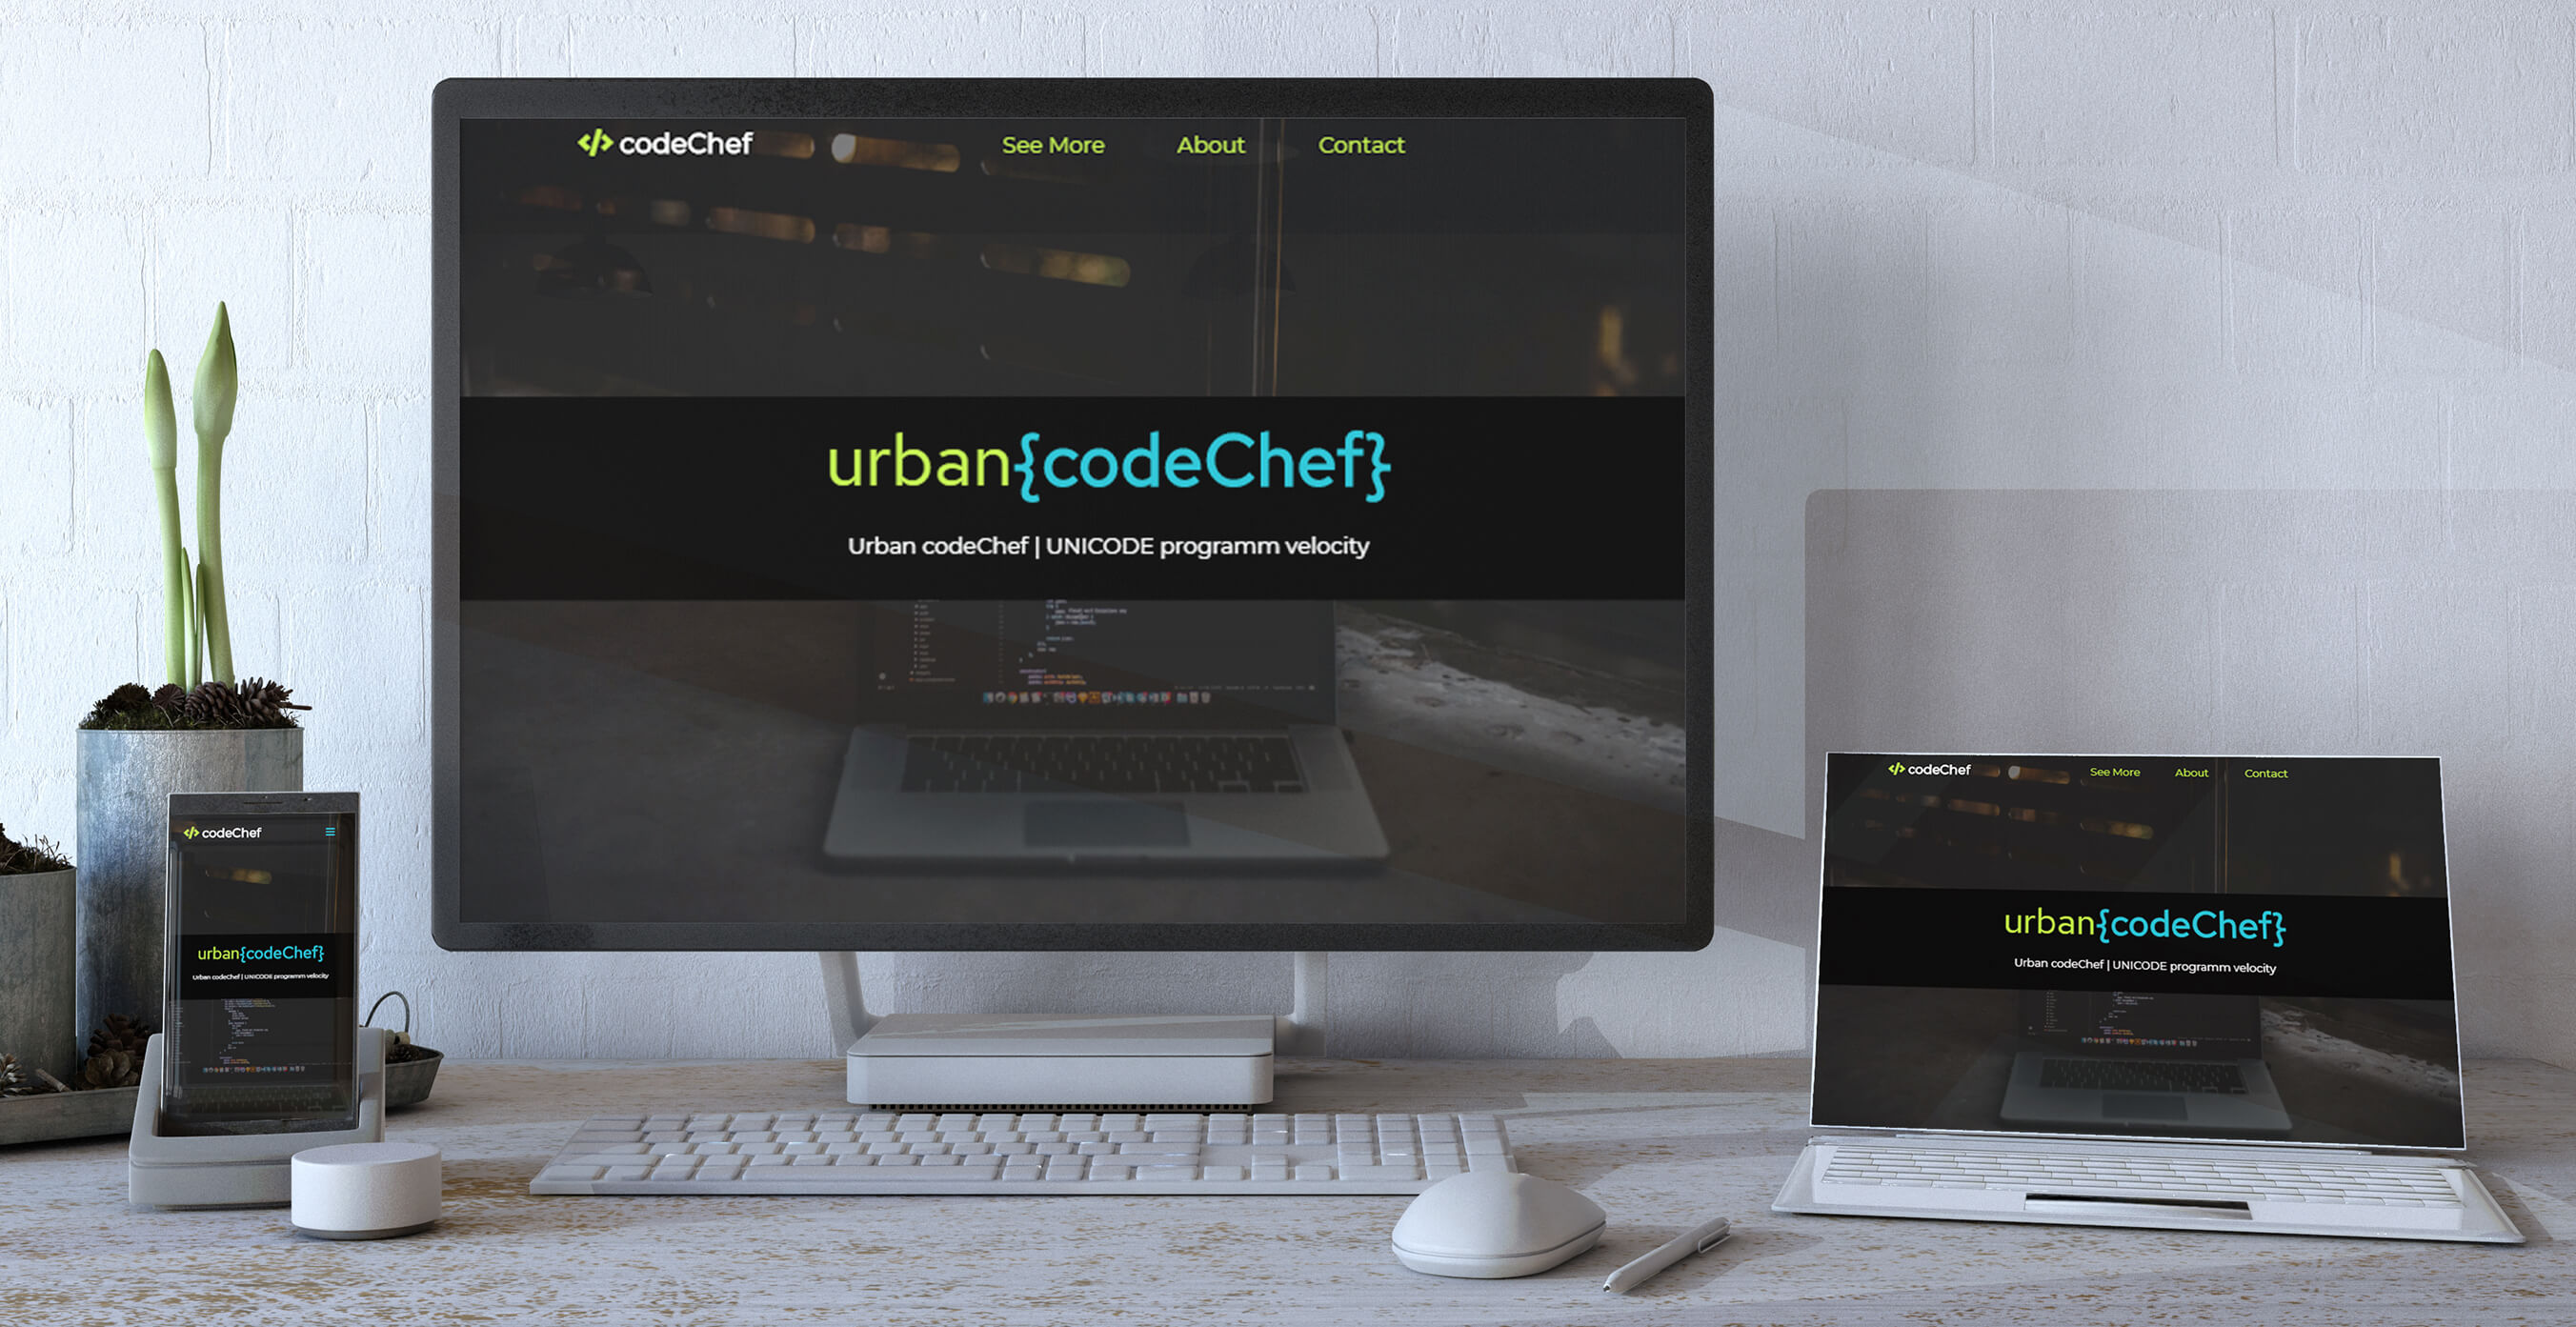 </> codeChef
See More About Contact
urban{codeChef}
Urban codeChef | UNICODE programm velocity
</> codeChef
urban{codeChef}
Urban codeChef | UNICODE programm velocity
</> codeChef See More About Contact
urban{codeChef}
Urban codeChef | UNICODE programm velocity